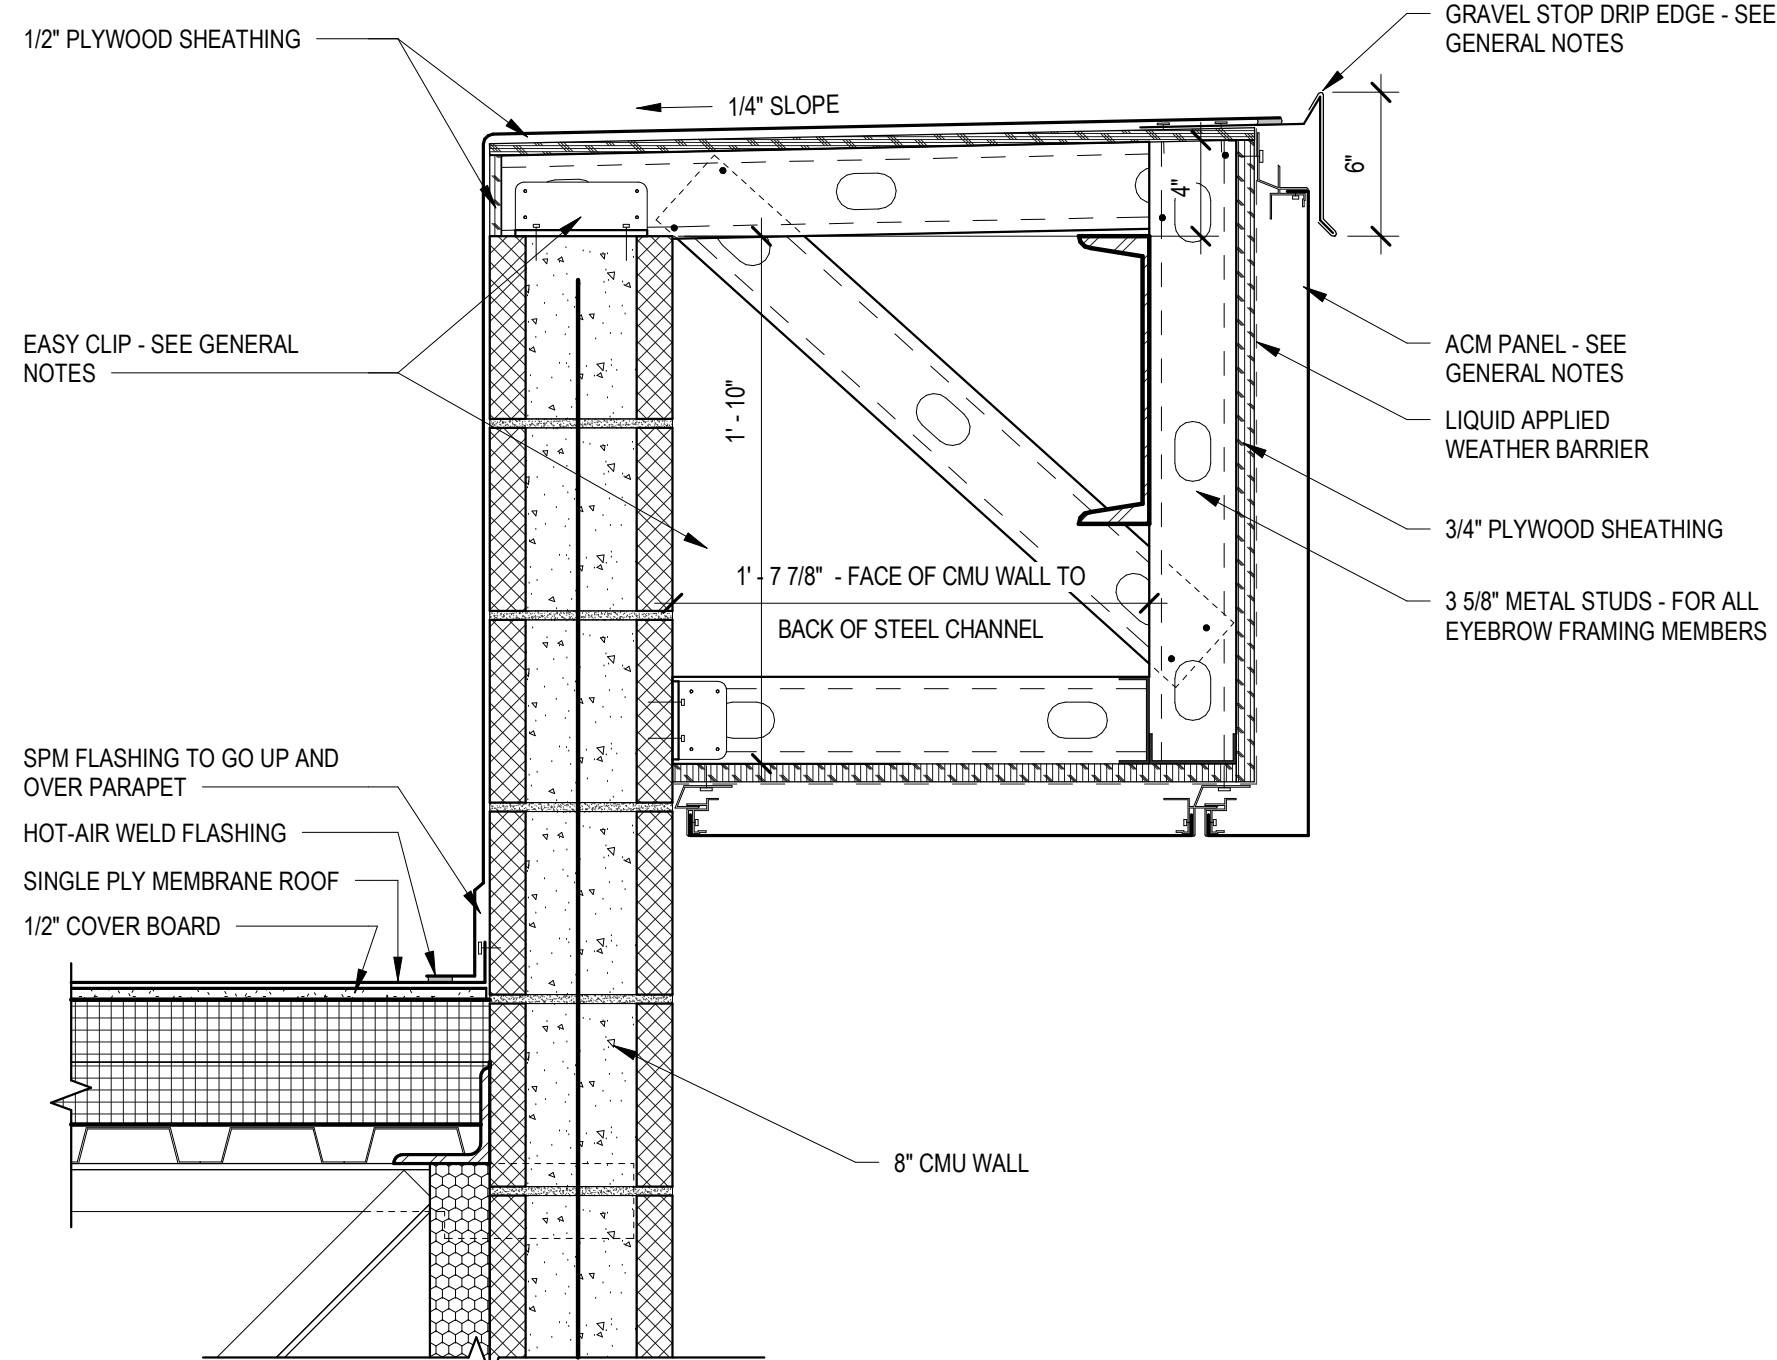 GRAVEL STOP DRIP EDGE - SEE
GENERAL NOTES
1/2" PLYWOOD SHEATHING
1/4" SLOPE
6"
4"
EASY CLIP - SEE GENERAL
NOTES
ACM PANEL - SEE
GENERAL NOTES
1' - 10"
LIQUID APPLIED
WEATHER BARRIER
3/4" PLYWOOD SHEATHING
1' - 7 7/8" - FACE OF CMU WALL TO
BACK OF STEEL CHANNEL
3 5/8" METAL STUDS - FOR ALL
EYEBROW FRAMING MEMBERS
SPM FLASHING TO GO UP AND
OVER PARAPET
HOT-AIR WELD FLASHING
SINGLE PLY MEMBRANE ROOF
1/2" COVER BOARD
8" CMU WALL